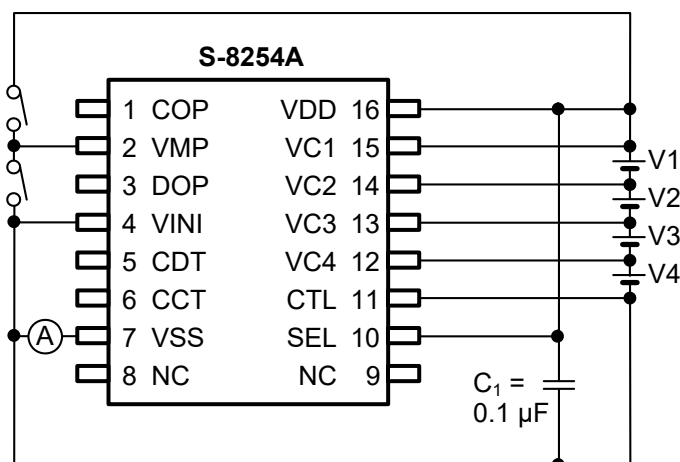 S-8254A
1 COP VDD 16
2 VMP VC1 15
3 DOP VC2 14
4 VINI VC3 13
5 CDT VC4 12
6 CCT CTL 11
7 VSS SEL 10
8 NC NC 9
A
V1
V2
V3
V4
C₁ =
0.1 µF